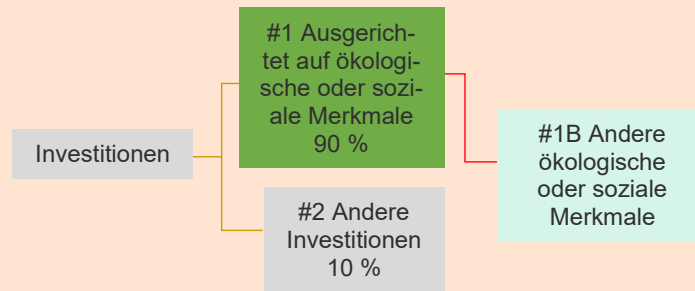 #1 Ausgerich-
tet auf ökologi-
sche oder sozi-
ale Merkmale
90 %
Investitionen
#1B Andere
ökologische
oder soziale
Merkmale
#2 Andere
Investitionen
10 %